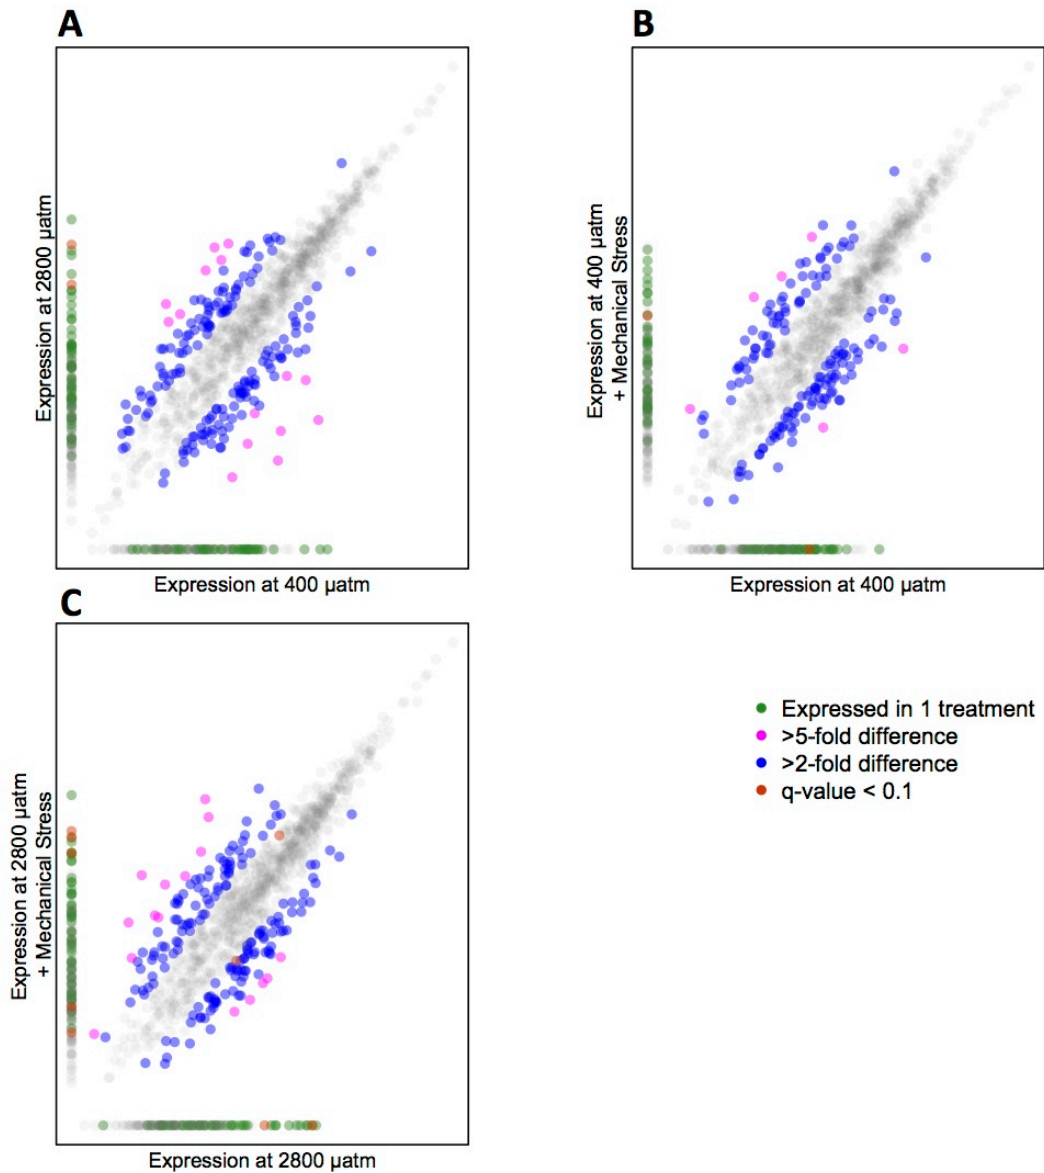 A
Expression at 2800 µatm
Expression at 400 µatm
B
Expression at 400 µatm
+ Mechanical Stress
Expression at 400 µatm
C
Expression at 2800 µatm
+ Mechanical Stress
Expression at 2800 µatm
Expressed in 1 treatment
>5-fold difference
>2-fold difference
q-value < 0.1